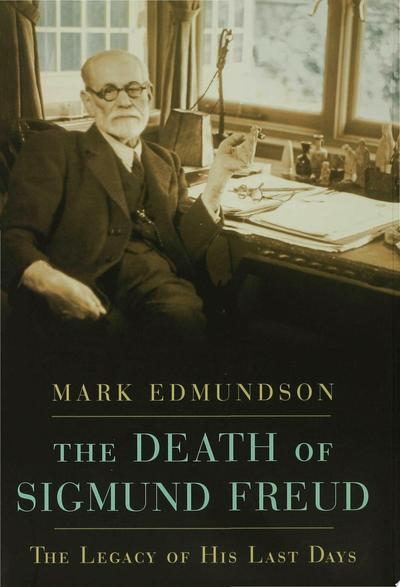 MARK EDMUNDSON
THE DEATH OF
SIGMUND FREUD
THE LEGACY OF HIS LAST DAYS